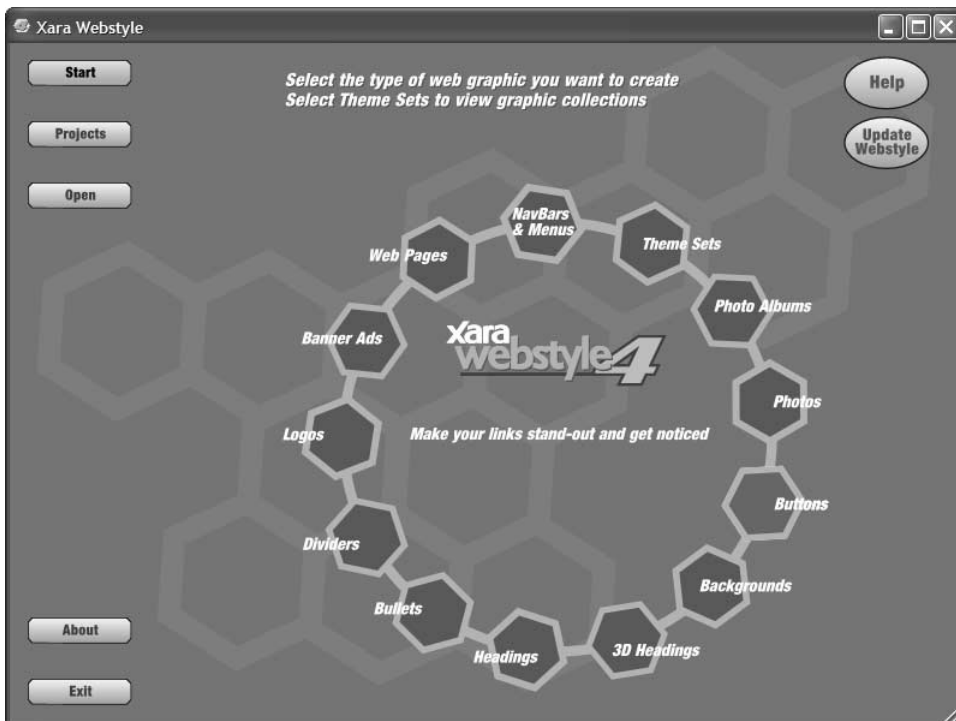 Xara Webstyle
Start
Projects
Open
About
Exit
Select the type of web graphic you want to create
Select Theme Sets to view graphic collections
Help
Update
Webstyle
NavBars
& Menus
Theme Sets
Photo Albums
Photos
Buttons
Backgrounds
3D Headings
Headings
Bullets
Dividers
Logos
Banner Ads
Web Pages
xara
webstyle4
Make your links stand-out and get noticed